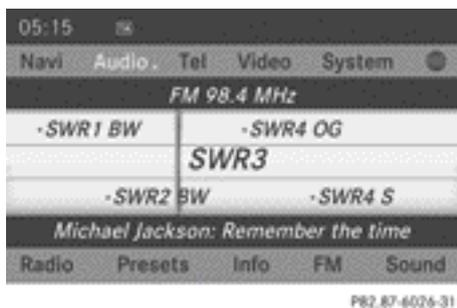 05:15
Navi Audio. Tel Video System
FM 98.4 MHz
·SWR1 BW ·SWR4 OG
SWR3
·SWR2 BW ·SWR4 S
Michael Jackson: Remember the time
Radio Presets Info FM Sound
P82.87-6026-31